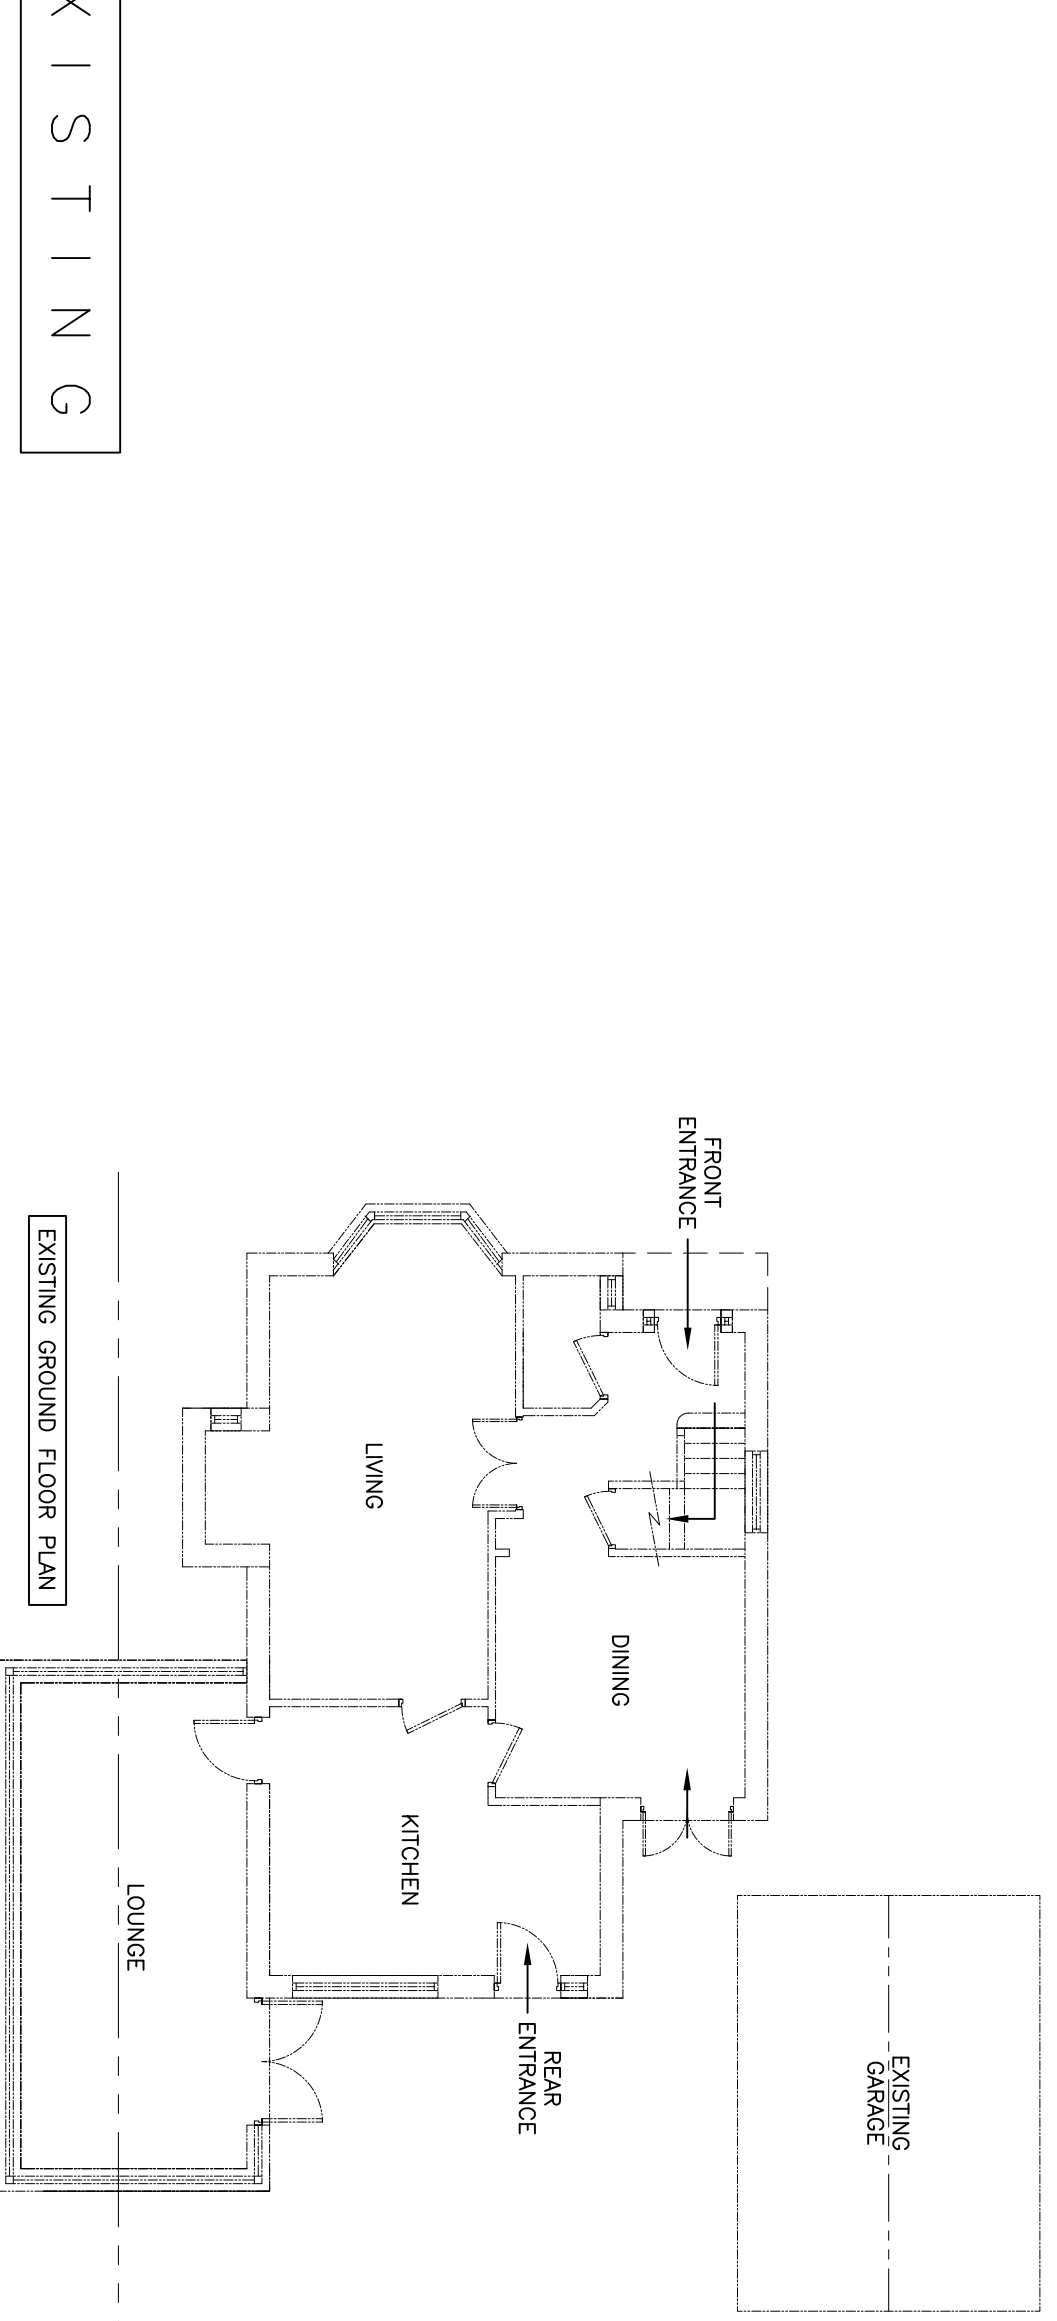 XISTING
FRONT
ENTRANCE
EXISTING GROUND FLOOR PLAN
LIVING
DINING
KITCHEN
LOUNGE
REAR
ENTRANCE
EXISTING
GARAGE